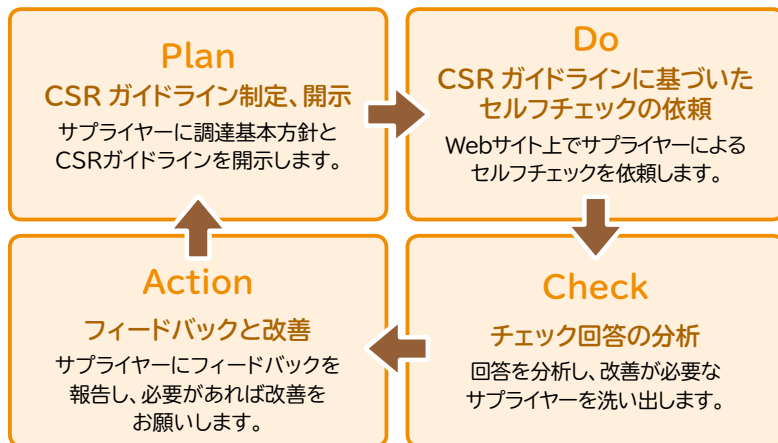 Plan
CSR ガイドライン制定、開示
サプライヤーに調達基本方針と
CSRガイドラインを開示します。
Do
CSR ガイドラインに基づいた
セルフチェックの依頼
Webサイト上でサプライヤーによる
セルフチェックを依頼します。
Action
フィードバックと改善
サプライヤーにフィードバックを
報告し、必要があれば改善を
お願いします。
Check
チェック回答の分析
回答を分析し、改善が必要な
サプライヤーを洗い出します。